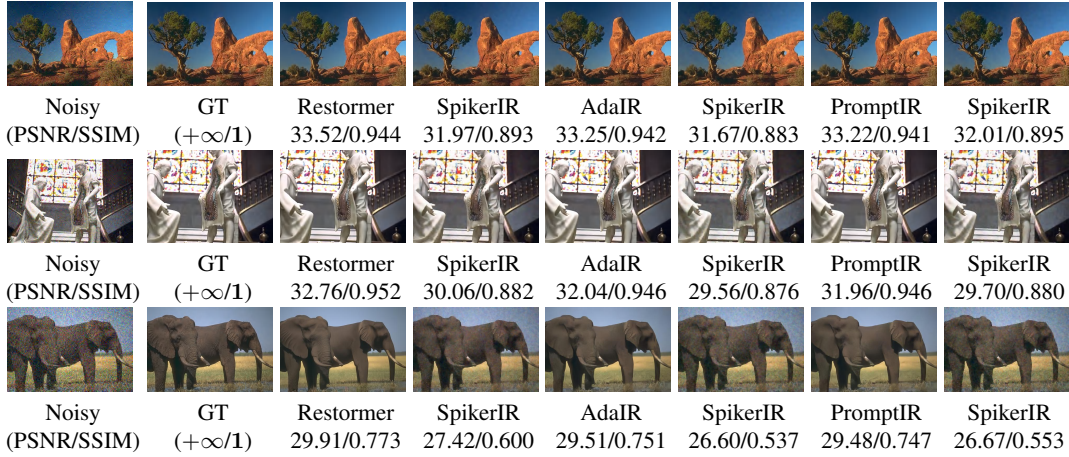 Noisy GT Restormer SpikerIR AdaIR SpikerIR PromptIR SpikerIR
(PSNR/SSIM) (+∞/1) 33.52/0.944 31.97/0.893 33.25/0.942 31.67/0.883 33.22/0.941 32.01/0.895
Noisy GT Restormer SpikerIR AdaIR SpikerIR PromptIR SpikerIR
(PSNR/SSIM) (+∞/1) 32.76/0.952 30.06/0.882 32.04/0.946 29.56/0.876 31.96/0.946 29.70/0.880
Noisy GT Restormer SpikerIR AdaIR SpikerIR PromptIR SpikerIR
(PSNR/SSIM) (+∞/1) 29.91/0.773 27.42/0.600 29.51/0.751 26.60/0.537 29.48/0.747 26.67/0.553